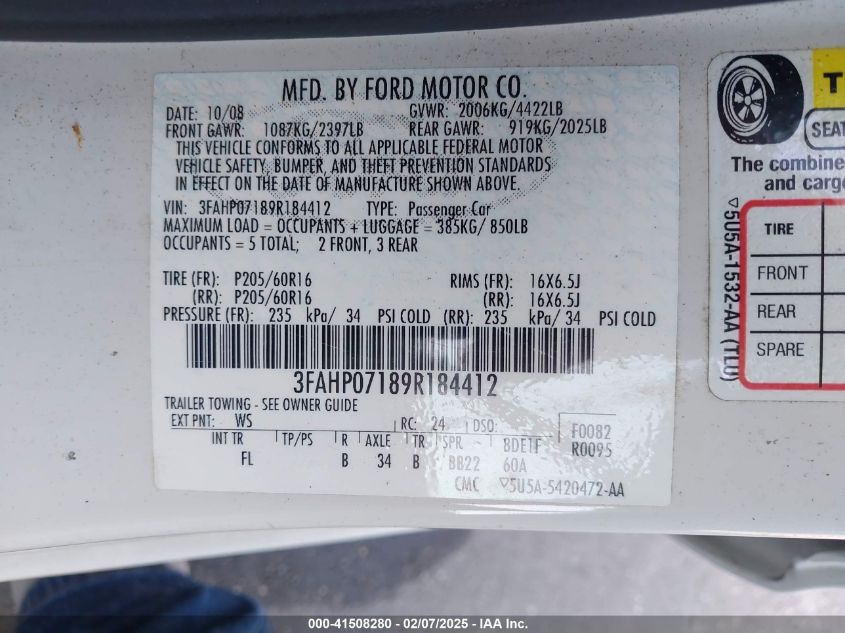 MFD. BY FORD MOTOR CO.
DATE: 10/08 GVWR: 2006KG/4422LB
FRONT GAWR: 1087KG/2397LB REAR GAWR: 919KG/2025LB
THIS VEHICLE CONFORMS TO ALL APPLICABLE FEDERAL MOTOR
VEHICLE SAFETY, BUMPER, AND THEFT PREVENTION STANDARDS
IN EFFECT ON THE DATE OF MANUFACTURE SHOWN ABOVE.
VIN: 3FAHP07189R184412 TYPE: Passenger Car
MAXIMUM LOAD = OCCUPANTS + LUGGAGE = 385KG/ 850LB
OCCUPANTS = 5 TOTAL; 2 FRONT, 3 REAR
TIRE (FR): P205/60R16 RIMS (FR): 16X6.5J
(RR): P205/60R16 (RR): 16X6.5J
PRESSURE (FR): 235 kPa/ 34 PSI COLD (RR): 235 kPa/ 34 PSI COLD
3FAHP07189R184412
TRAILER TOWING - SEE OWNER GUIDE
EXT PNT: WS RC: 24 DSO: F0082
INT TR TP/PS R AXLE TR SPR BDETF R0095
FL B 34 B BB22 60A
CMC ▽5U5A-5420472-AA
T
SEAT
The combine
and carg
TIRE
FRONT
REAR
SPARE
▽5U5A-1532-AA (TLU)
000-41508280 - 02/07/2025 - IAA Inc.